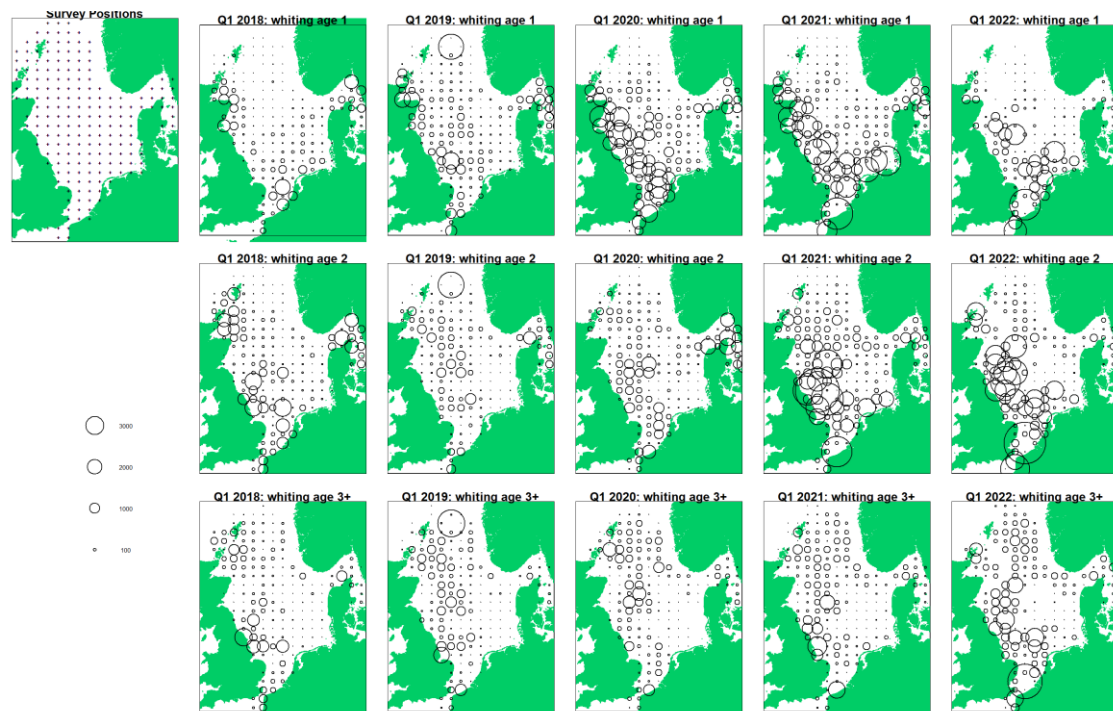 Survey Positions
Q1 2018: whiting age 1
Q1 2019: whiting age 1
Q1 2020: whiting age 1
Q1 2021: whiting age 1
Q1 2022: whiting age 1
Q1 2018: whiting age 2
Q1 2019: whiting age 2
Q1 2020: whiting age 2
Q1 2021: whiting age 2
Q1 2022: whiting age 2
3000
2000
1000
100
Q1 2018: whiting age 3+
Q1 2019: whiting age 3+
Q1 2020: whiting age 3+
Q1 2021: whiting age 3+
Q1 2022: whiting age 3+